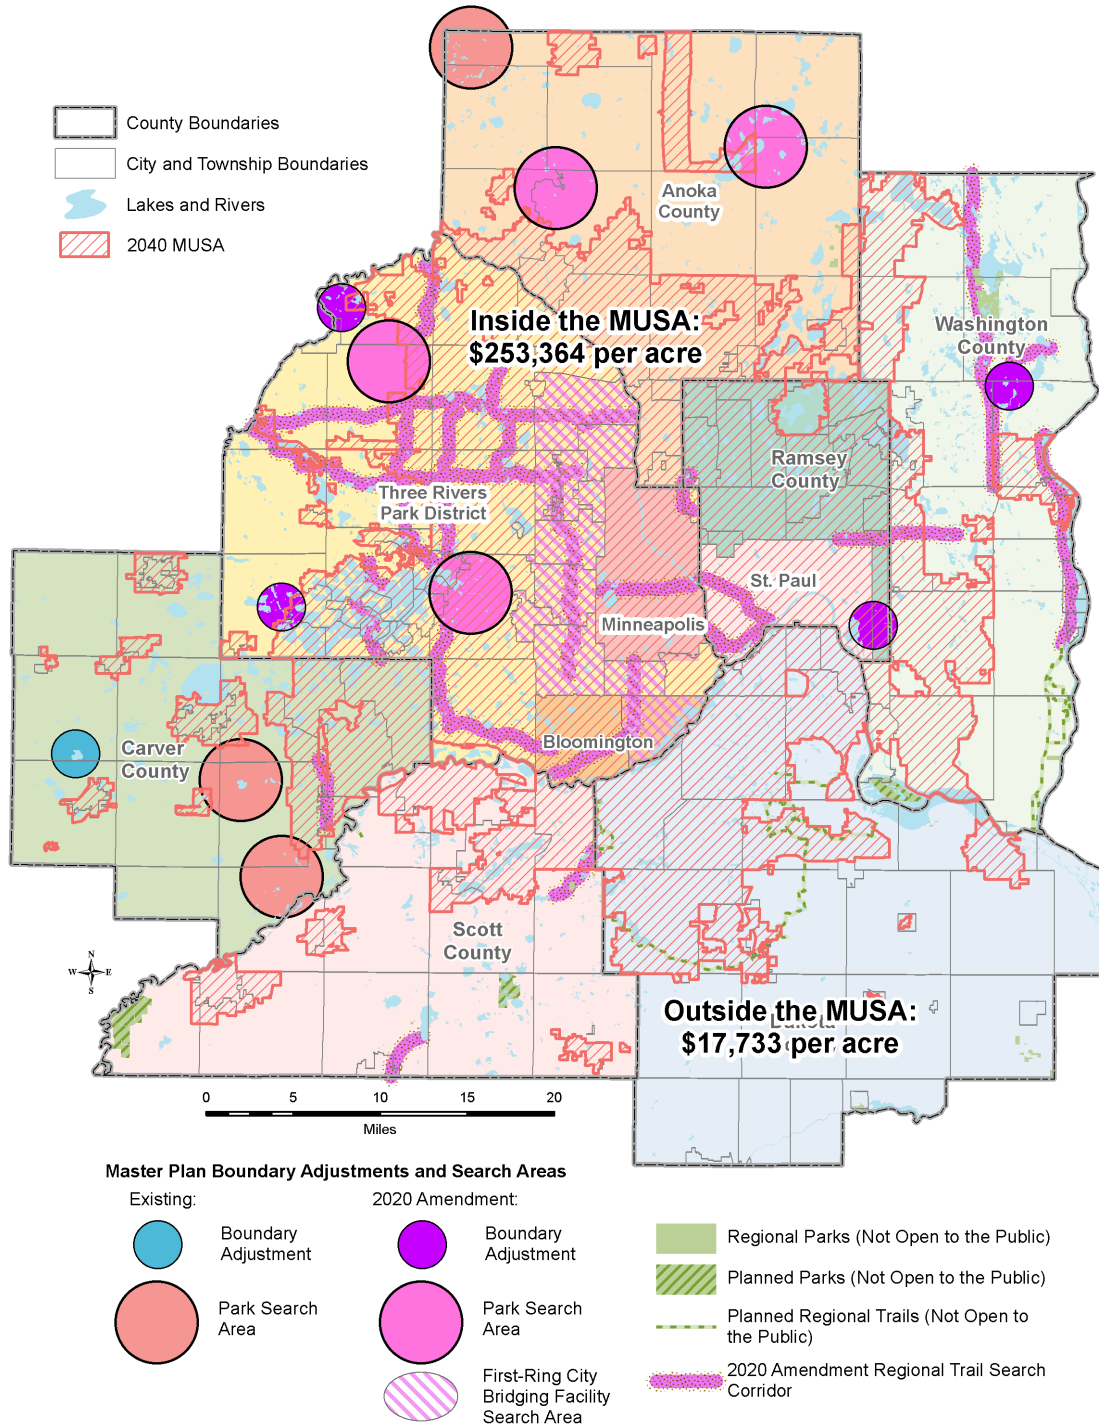 County Boundaries
City and Township Boundaries
Lakes and Rivers
2040 MUSA
Anoka
County
Inside the MUSA:
$253,364 per acre
Washington
County
Ramsey
County
Three Rivers
Park District
St. Paul
Minneapolis
Bloomington
Carver
County
Scott
County
N
W E
S
Outside the MUSA:
Dakota
$17,733 per acre
0 5 10 15 20
Miles
Master Plan Boundary Adjustments and Search Areas
Existing:
2020 Amendment:
Boundary
Adjustment
Park Search
Area
Boundary
Adjustment
Park Search
Area
First-Ring City
Bridging Facility
Search Area
Regional Parks (Not Open to the Public)
Planned Parks (Not Open to the Public)
Planned Regional Trails (Not Open to
the Public)
2020 Amendment Regional Trail Search
Corridor